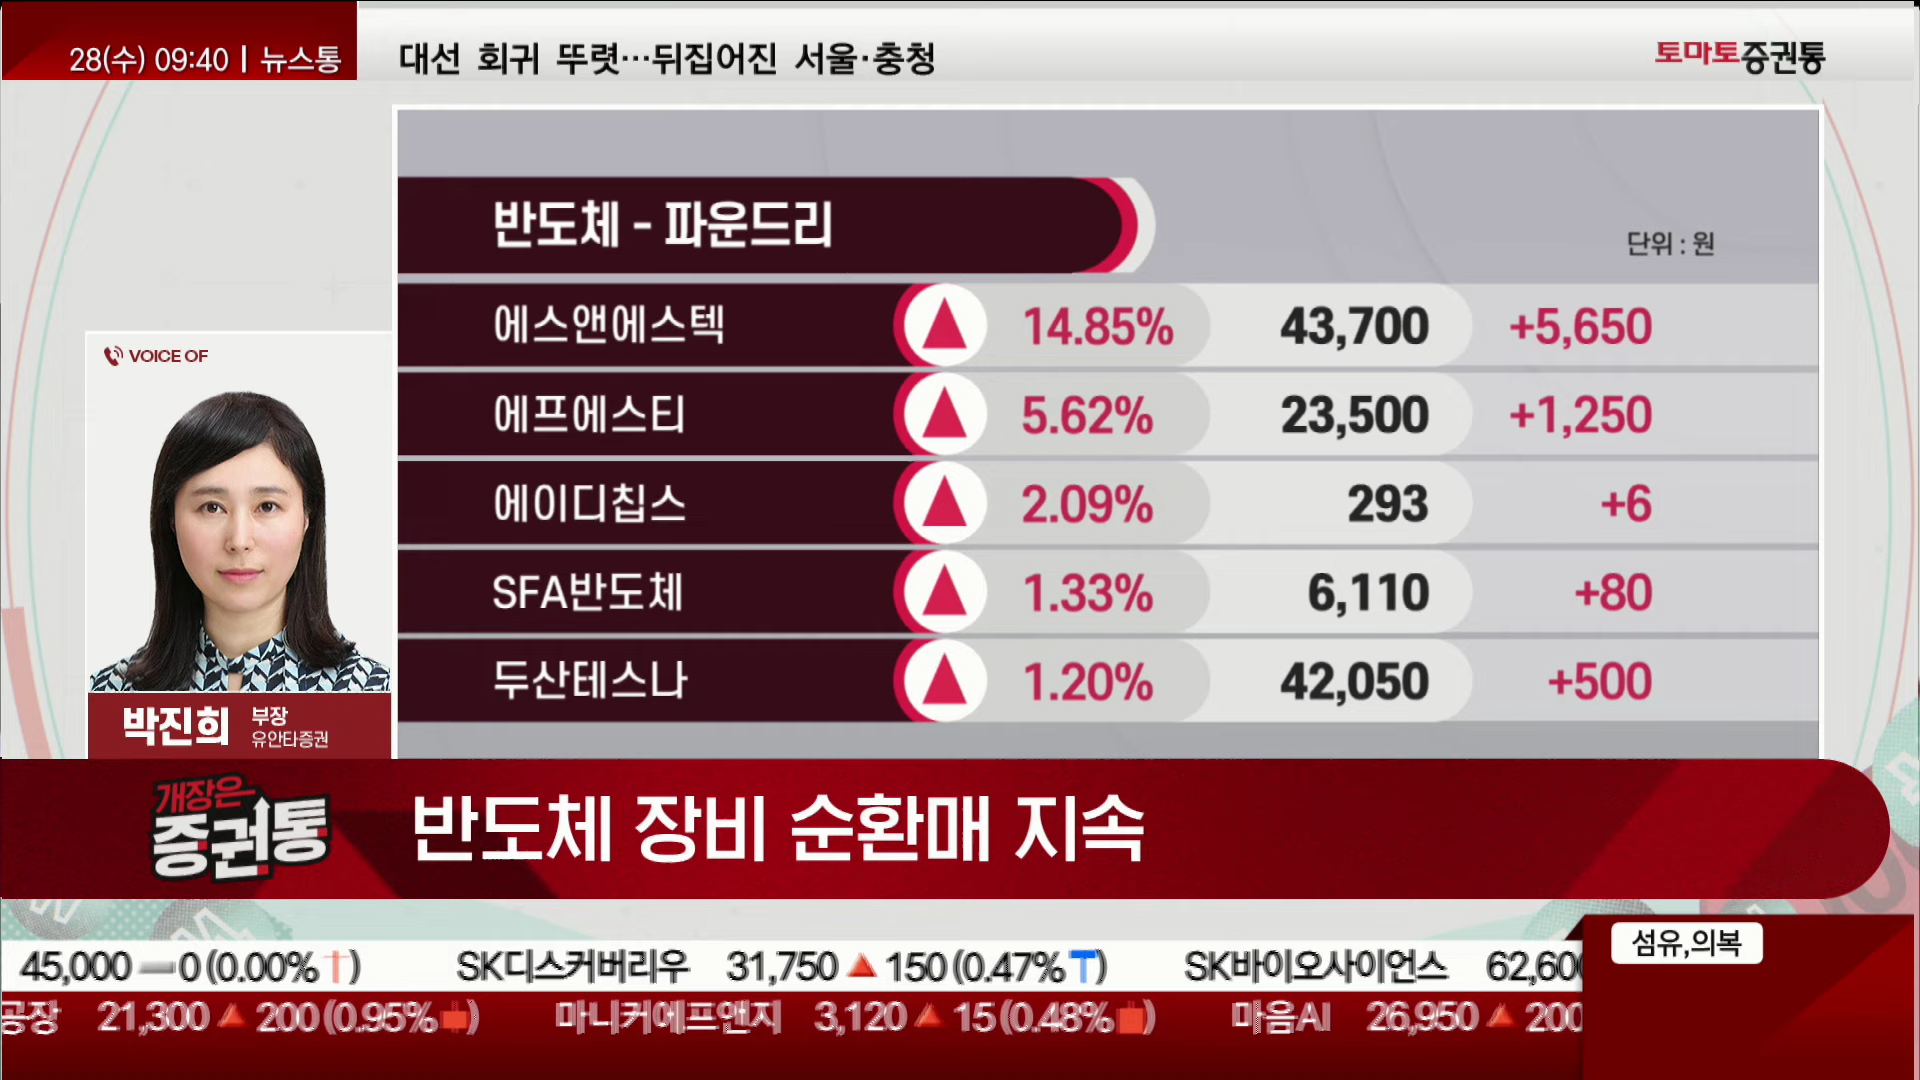 28(수) 09:40 | 뉴스통
대선 회귀 뚜렷…뒤집어진 서울·충청
토마토증권통
반도체 - 파운드리
단위 : 원
에스앤에스텍 ▲ 14.85% 43,700 +5,650
에프에스티 ▲ 5.62% 23,500 +1,250
에이디칩스 ▲ 2.09% 293 +6
SFA반도체 ▲ 1.33% 6,110 +80
두산테스나 ▲ 1.20% 42,050 +500
VOICE OF
박진희 부장
유안타증권
개장은
증권통
반도체 장비 순환매 지속
섬유,의복
45,000 0(0.00% ) SK디스커버리우 31,750 ▲ 150(0.47% ) SK바이오사이언스 62,600
공장 21,300 ▲ 200(0.95% ) 마니커에프앤지 3,120 ▲ 15(0.48% ) 마음AI 26,950 ▲ 200